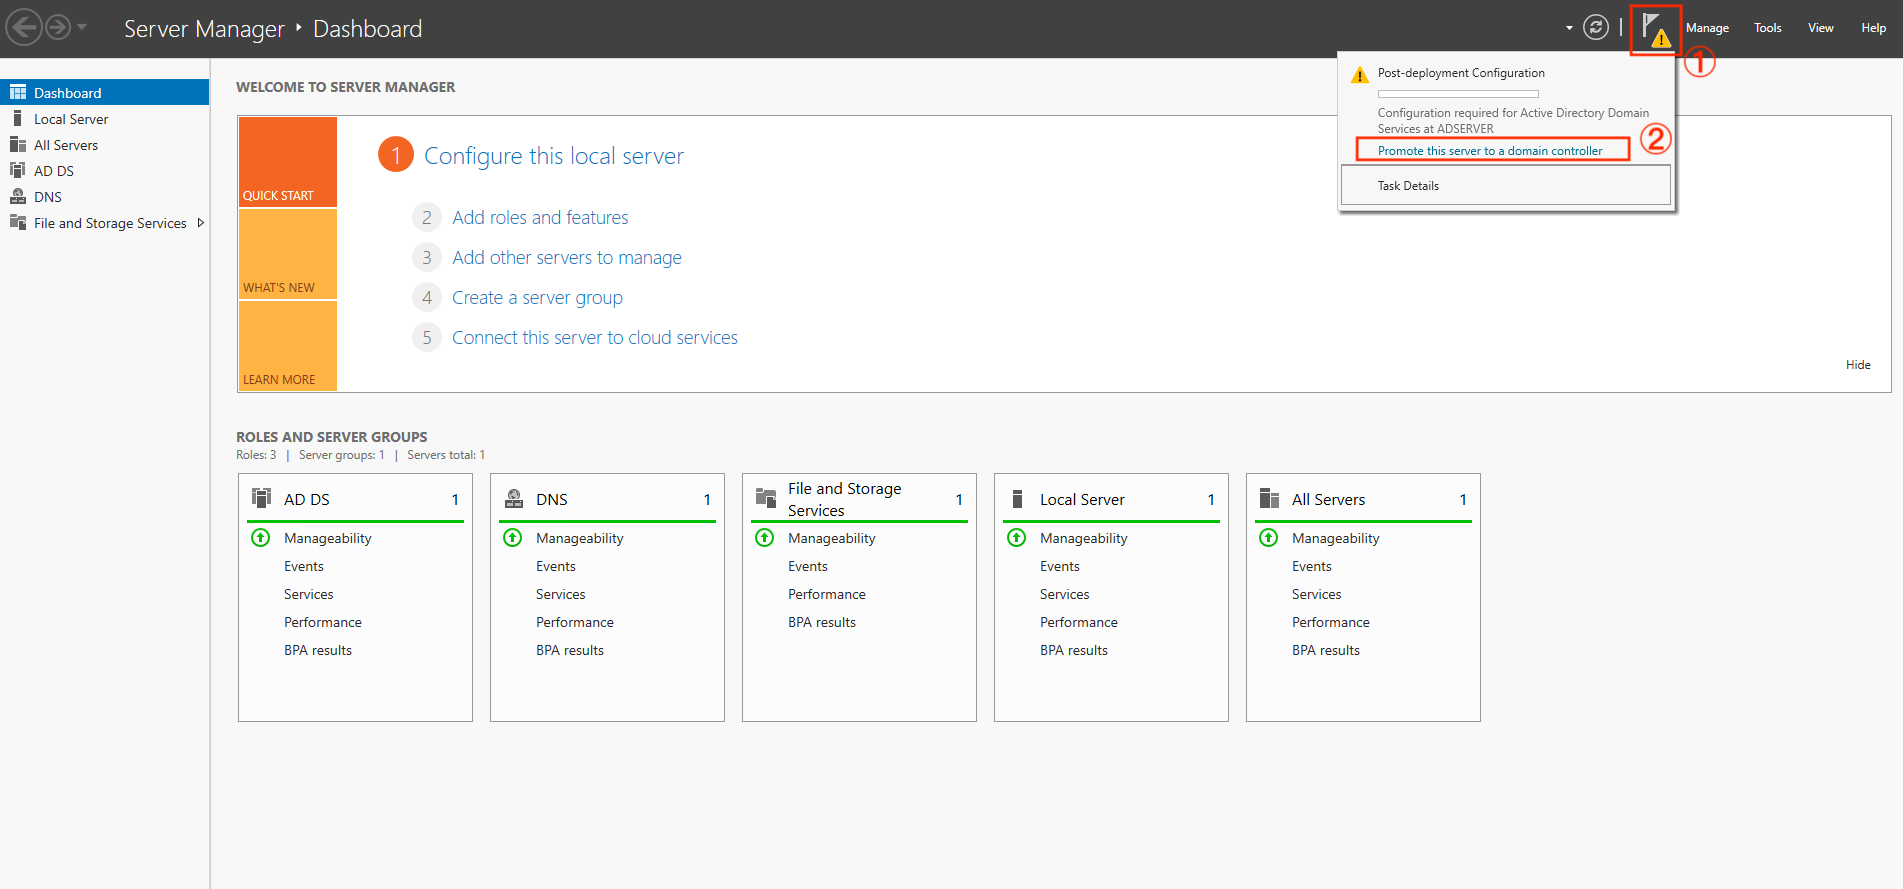 Server Manager ‣ Dashboard
Manage Tools View Help
①
Post-deployment Configuration
Configuration required for Active Directory Domain
Services at ADSERVER
Promote this server to a domain controller
②
Task Details
Dashboard
Local Server
All Servers
AD DS
DNS
File and Storage Services
WELCOME TO SERVER MANAGER
QUICK START
WHAT'S NEW
LEARN MORE
1 Configure this local server
2 Add roles and features
3 Add other servers to manage
4 Create a server group
5 Connect this server to cloud services
Hide
ROLES AND SERVER GROUPS
Roles: 3 | Server groups: 1 | Servers total: 1
AD DS 1
Manageability
Events
Services
Performance
BPA results
DNS 1
Manageability
Events
Services
Performance
BPA results
File and Storage
Services 1
Manageability
Events
Performance
BPA results
Local Server 1
Manageability
Events
Services
Performance
BPA results
All Servers 1
Manageability
Events
Services
Performance
BPA results